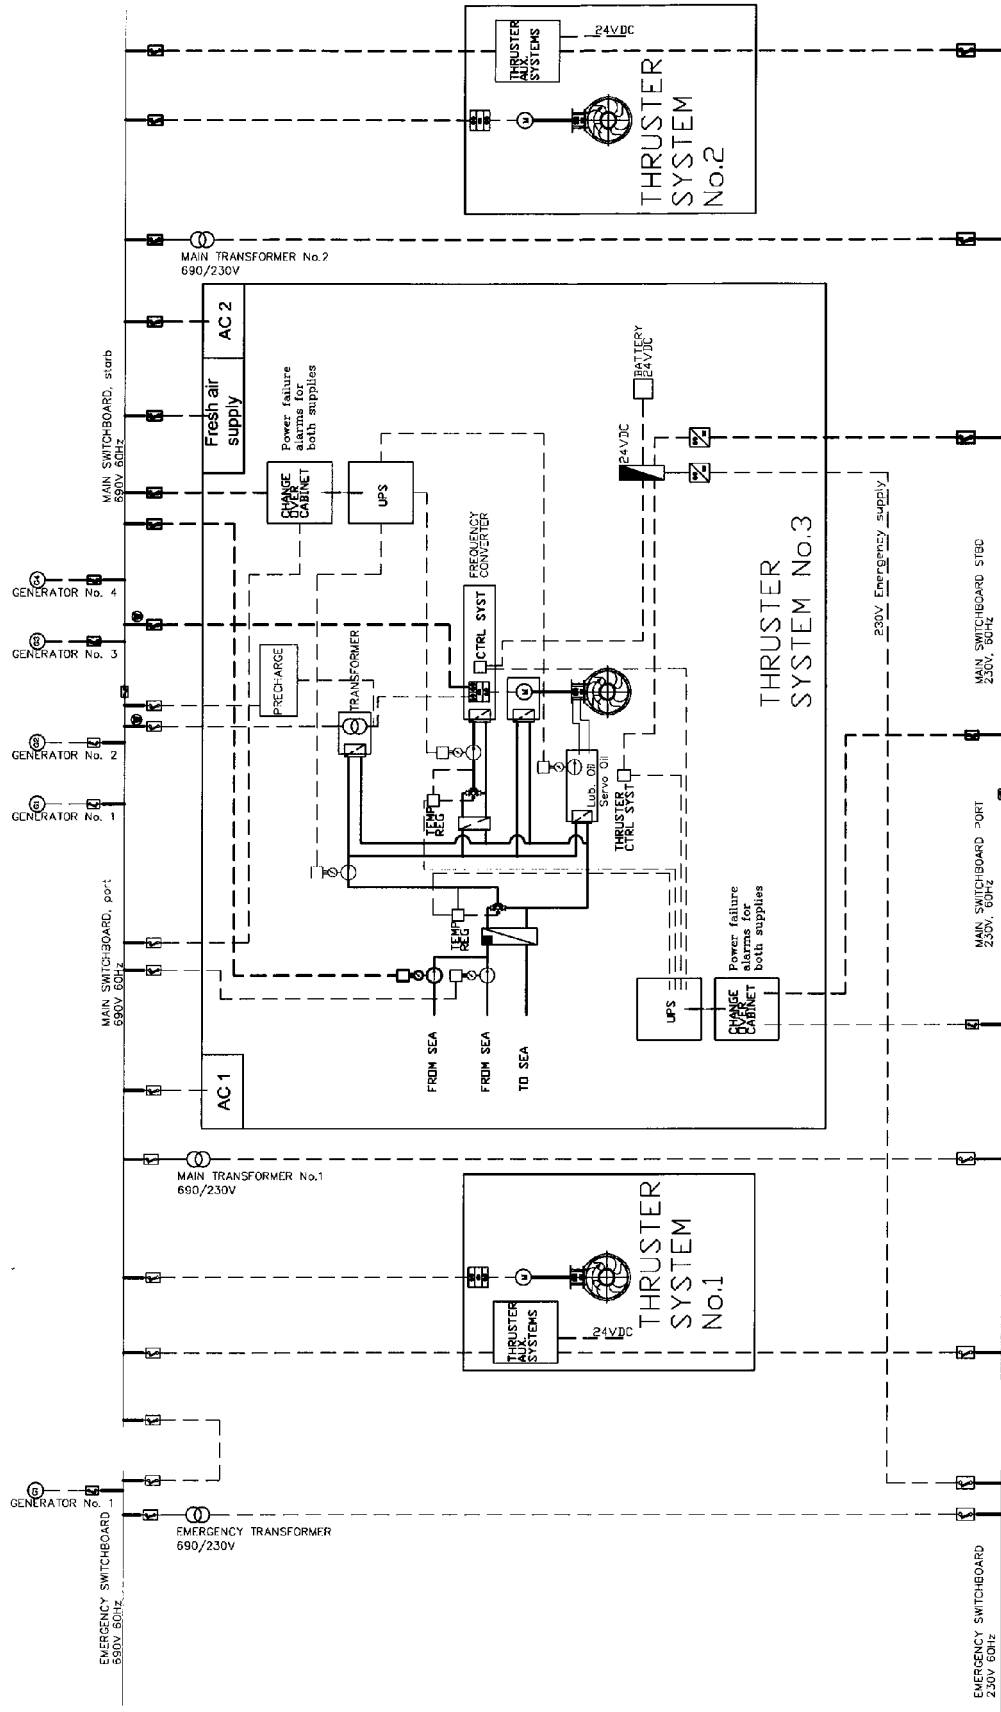 24VDC
THRUSTER
AUX.
SYSTEMS
THRUSTER
SYSTEM
No.2
MAIN TRANSFORMER No.2
690/230V
AC 2
Fresh air
supply
MAIN SWITCHBOARD, starb
690V 60Hz
Power failure
alarms for
both supplies
CHANGE
OVER
CABINET
UPS
BATTERY
24VDC
24VDC
FREQUENCY
CONVERTER
CTRL SYST
G4
GENERATOR No. 4
G3
GENERATOR No. 3
G2
GENERATOR No. 2
G1
GENERATOR No. 1
PRECHARGE
TRANSFORMER
M
M
THRUSTER
SYSTEM No.3
230V Emergency supply
MAIN SWITCHBOARD STBD
230V, 60Hz
TEMP
REG
Lub. Oil
Servo Oil
THRUSTER
CTRL SYST
MAIN SWITCHBOARD, port
690V 60Hz
TEMP
REG
Power failure
alarms for
both supplies
UPS
CHANGE
OVER
CABINET
MAIN SWITCHBOARD PORT
230V, 60Hz
FROM SEA
FROM SEA
TO SEA
AC 1
MAIN TRANSFORMER No.1
690/230V
M
THRUSTER
SYSTEM
No.1
THRUSTER
AUX.
SYSTEMS
24VDC
G
GENERATOR No. 1
EMERGENCY TRANSFORMER
690/230V
EMERGENCY SWITCHBOARD
690V 60Hz
EMERGENCY SWITCHBOARD
230V 60Hz